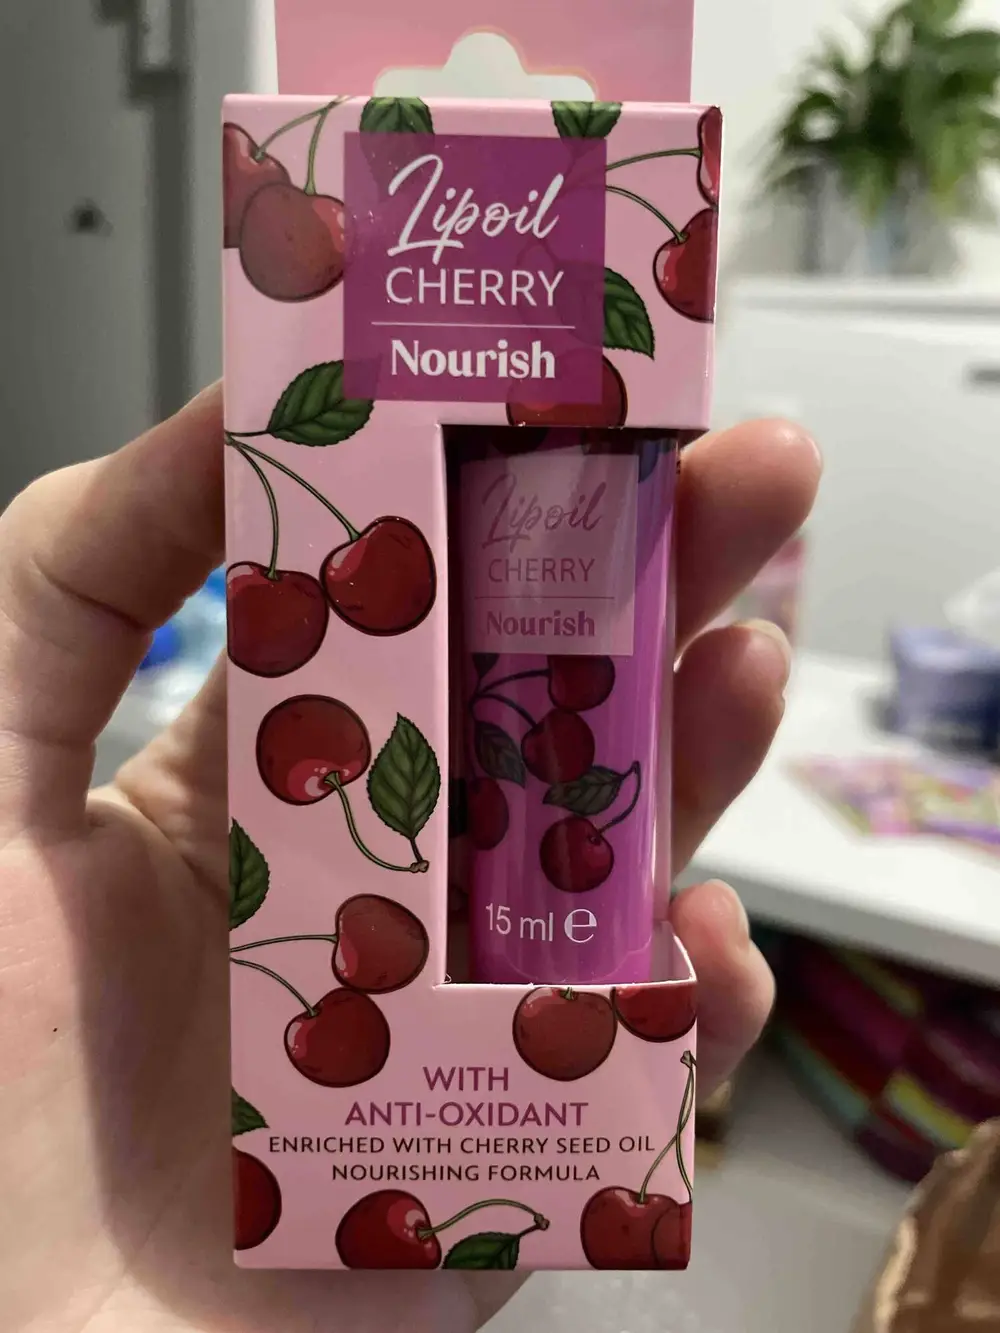 Lipoil
CHERRY
Nourish
Lipoil
CHERRY
Nourish
15 ml ℮
WITH
ANTI-OXIDANT
ENRICHED WITH CHERRY SEED OIL
NOURISHING FORMULA